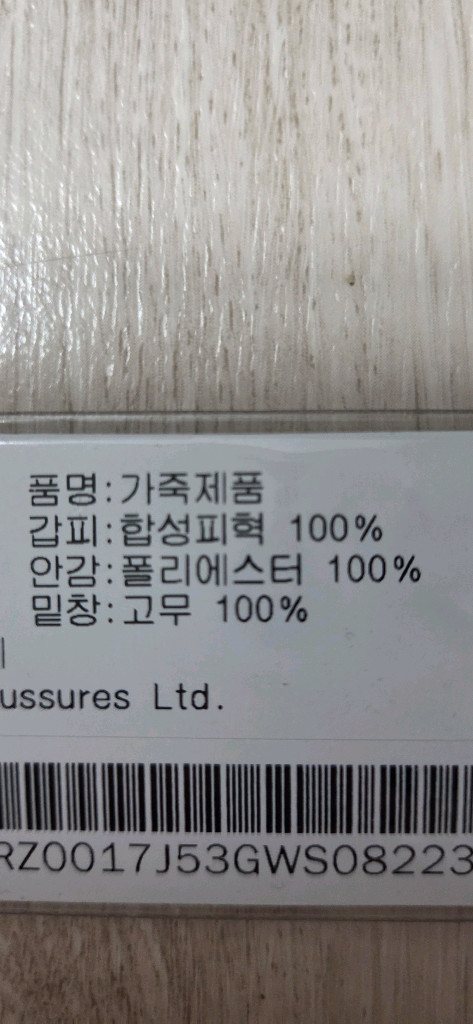 품명:가죽제품
갑피:합성피혁 100%
안감:폴리에스터 100%
밑창:고무 100%
ussures Ltd.
RZ0017J53GWS08223